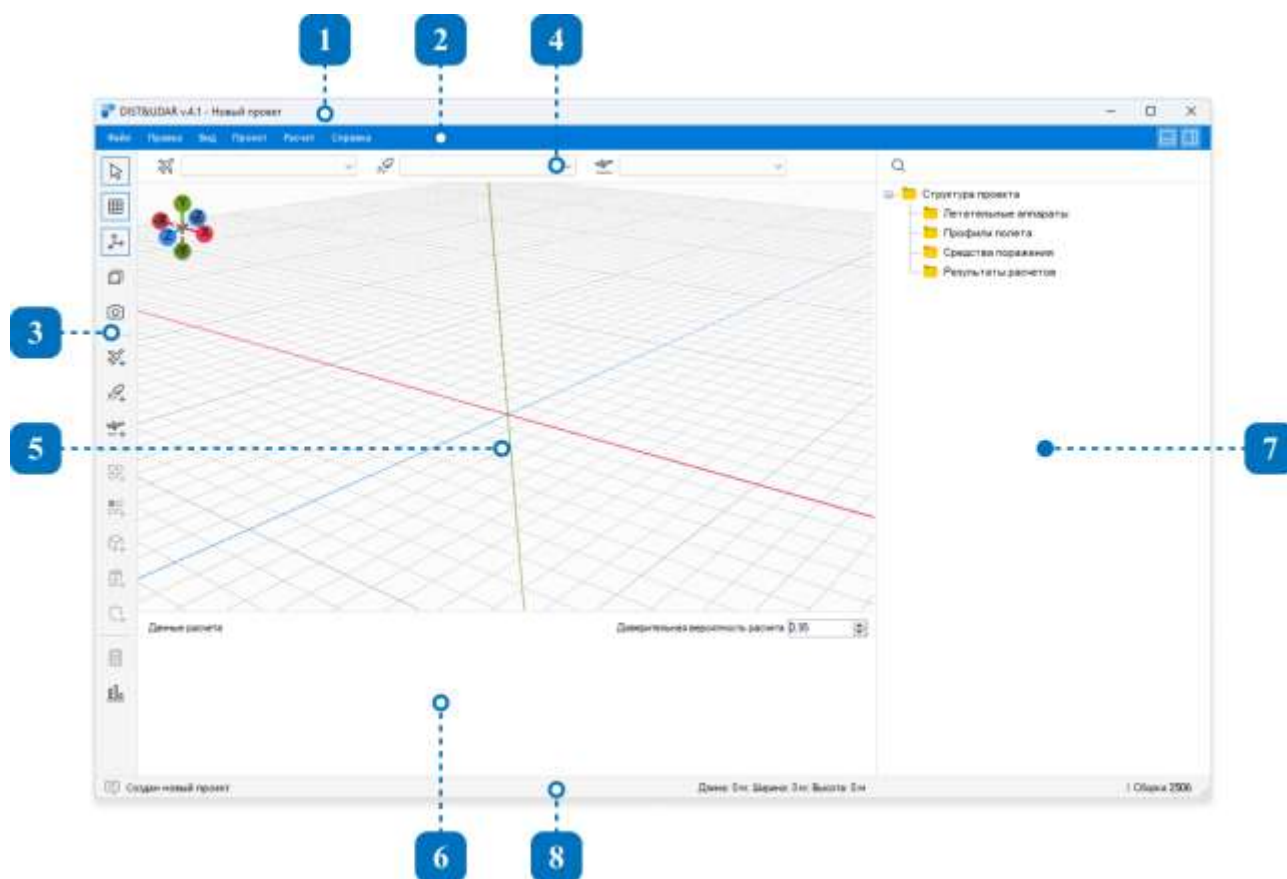 1 2 4
DIST&UDAR v.4.1 - Новый проект
Файл Правка Вид Проект Расчет Справка
Структура проекта
Летательные аппараты
Профили полета
Средства поражения
Результаты расчетов
3
5
7
Данные расчета Доверительная вероятность расчета 0.95
Создан новый проект Длина: 0 м; Ширина: 0 м; Высота: 0 м | Сборка 2506
6 8